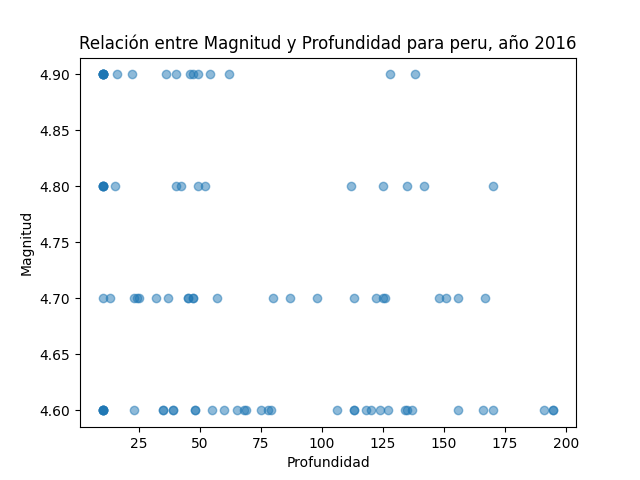 Relación entre Magnitud y Profundidad para peru, año 2016
4.90
4.85
4.80
4.75
4.70
4.65
4.60
Magnitud
25 50 75 100 125 150 175 200
Profundidad